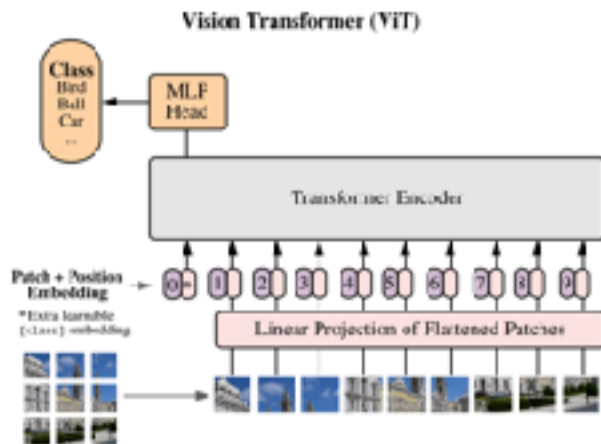 Vision Transformer (ViT)
Class
Bird
Ball
Car
...
MLP
Head
Transformer Encoder
Patch + Position
Embedding
0 * 1 2 3 4 5 6 7 8 9
* Extra learnable
[class] embedding
Linear Projection of Flattened Patches